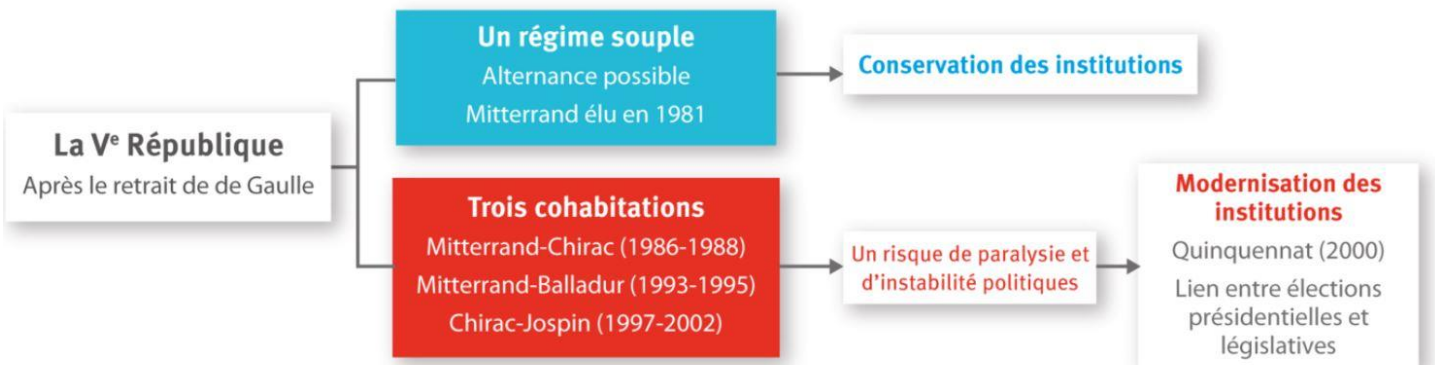 La Ve République
Après le retrait de de Gaulle
Un régime souple
Alternance possible
Mitterrand élu en 1981
Conservation des institutions
Trois cohabitations
Mitterrand-Chirac (1986-1988)
Mitterrand-Balladur (1993-1995)
Chirac-Jospin (1997-2002)
Un risque de paralysie et
d'instabilité politiques
Modernisation des
institutions
Quinquennat (2000)
Lien entre élections
présidentielles et
législatives